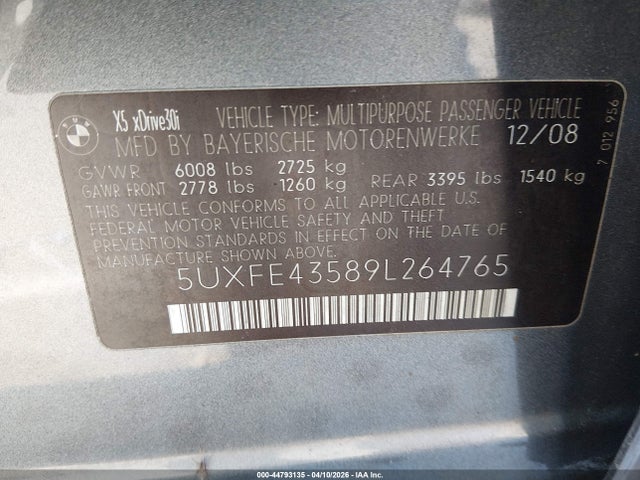 BMW
X5 xDrive30i VEHICLE TYPE: MULTIPURPOSE PASSENGER VEHICLE
MFD BY BAYERISCHE MOTORENWERKE 12/08
GVWR 6008 lbs 2725 kg
GAWR FRONT 2778 lbs 1260 kg REAR 3395 lbs 1540 kg
THIS VEHICLE CONFORMS TO ALL APPLICABLE U.S.
FEDERAL MOTOR VEHICLE SAFETY AND THEFT
PREVENTION STANDARDS IN EFFECT ON THE DATE OF
MANUFACTURE SHOWN ABOVE.
5UXFE43589L264765
7 012 956
000-44793135 - 04/10/2026 - IAA Inc.